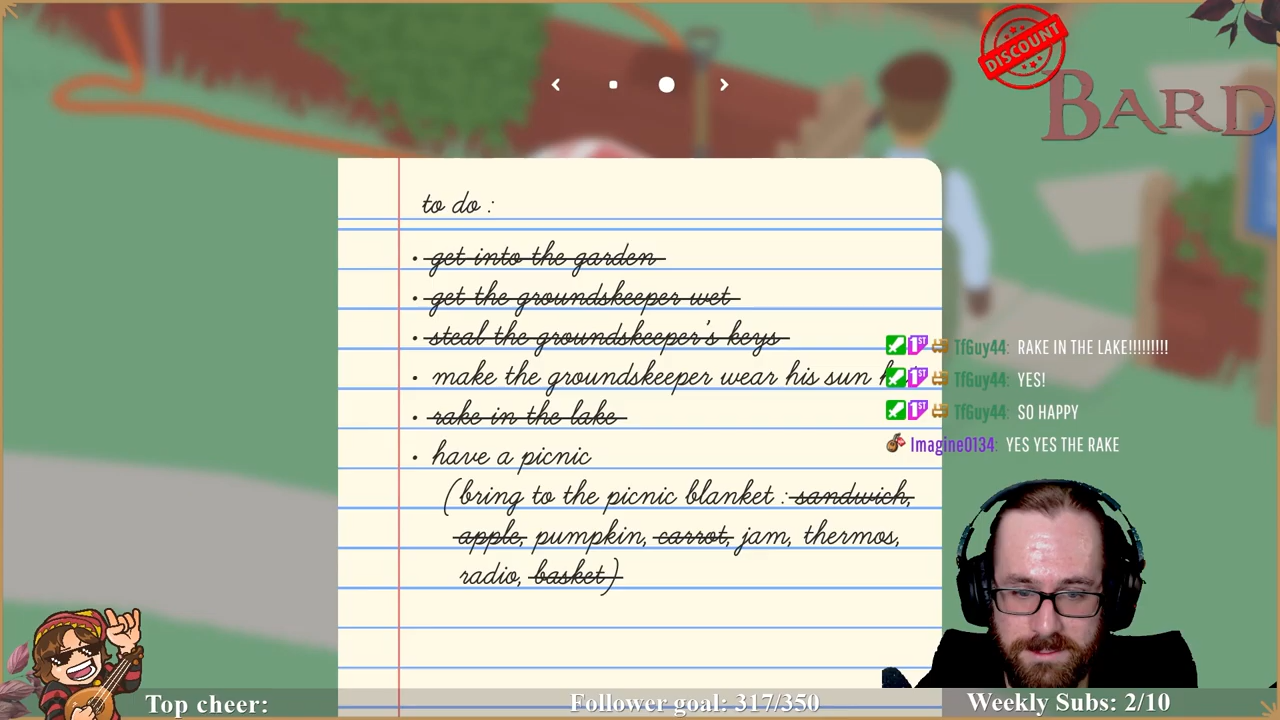 DISCOUNT
BARD
to do :
• get into the garden
• get the groundskeeper wet
• steal the groundskeeper's keys
• make the groundskeeper wear his sun
• rake in the lake
• have a picnic
(bring to the picnic blanket : sandwich,
apple, pumpkin, carrot, jam, thermos,
radio, basket)
1ST TfGuy44: RAKE IN THE LAKE!!!!!!!!!
1ST TfGuy44: YES!
1ST TfGuy44: SO HAPPY
Imagine0134: YES YES THE RAKE
Top cheer:
Follower goal: 317/350
Weekly Subs: 2/10